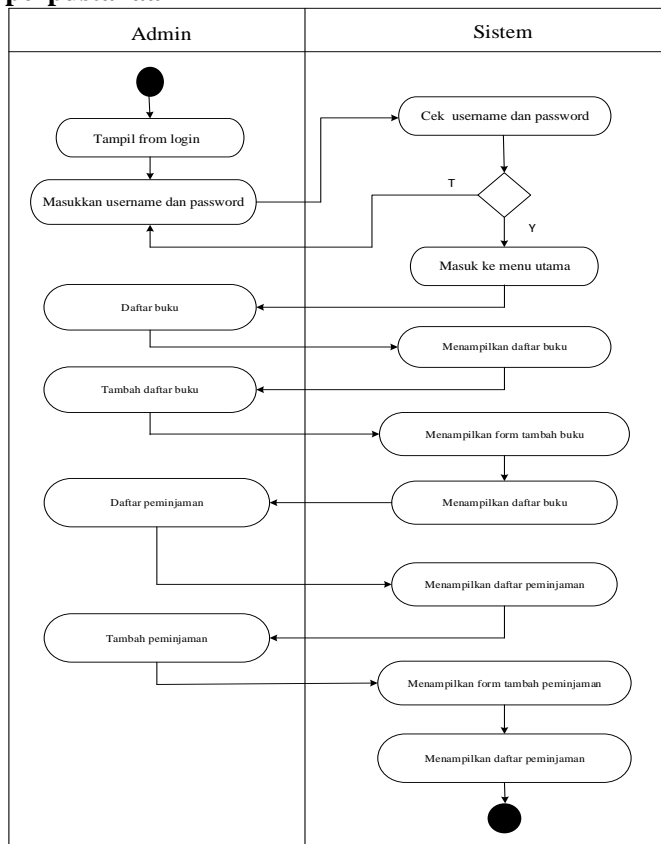 Admin
Sistem
Tampil from login
Cek username dan password
Masukkan username dan password
T
Y
Masuk ke menu utama
Daftar buku
Menampilkan daftar buku
Tambah daftar buku
Menampilkan form tambah buku
Daftar peminjaman
Menampilkan daftar buku
Menampilkan daftar peminjaman
Tambah peminjaman
Menampilkan form tambah peminjaman
Menampilkan daftar peminjaman